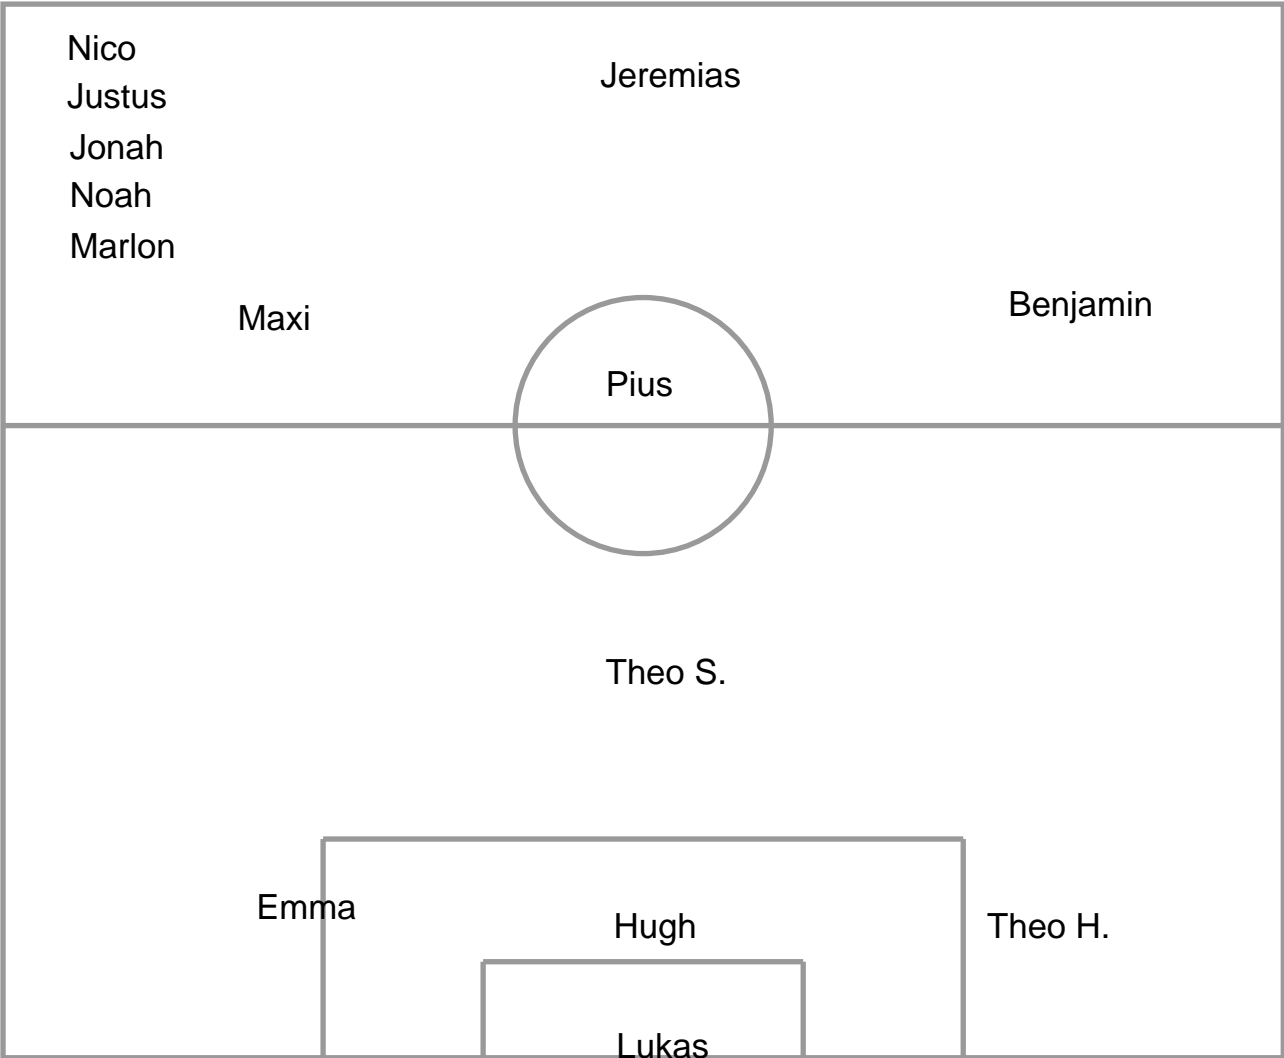 Nico
Jeremias
Justus
Jonah
Noah
Marlon
Maxi
Benjamin
Pius
Theo S.
Emma
Hugh
Theo H.
Lukas